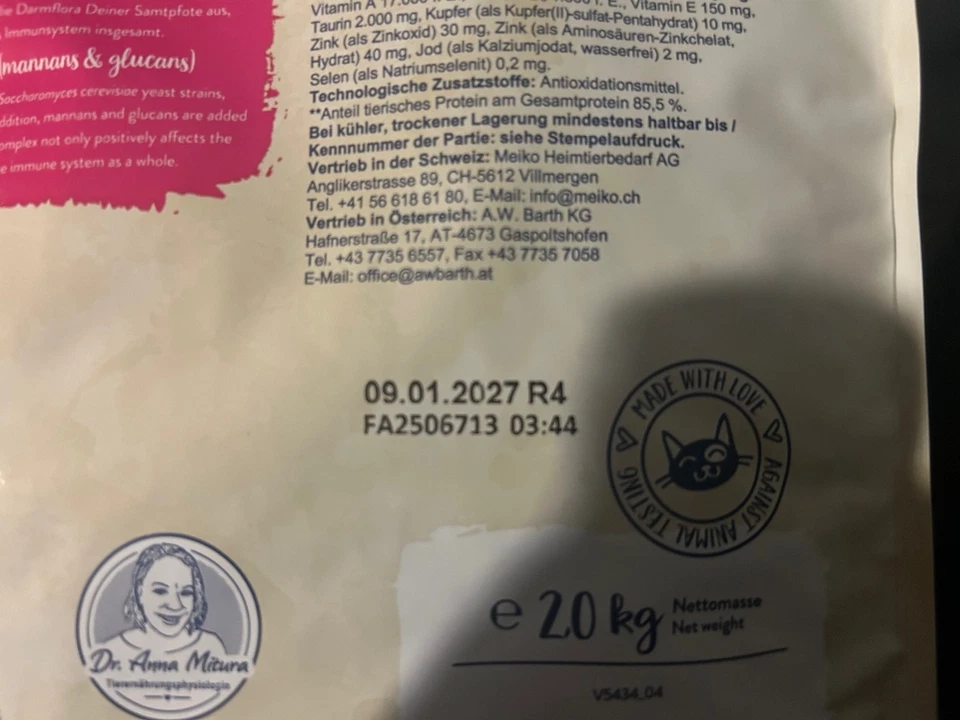 die Darmflora Deiner Samtpfote aus,
Immunsystem insgesamt.
(mannans & glucans)
Saccharomyces cerevisiae yeast strains,
ddition, mannans and glucans are added
omplex not only positively affects the
e immune system as a whole.
Vitamin A E., Vitamin E 150 mg,
Taurin 2.000 mg, Kupfer (als Kupfer(II)-sulfat-Pentahydrat) 10 mg,
Zink (als Zinkoxid) 30 mg, Zink (als Aminosäuren-Zinkchelat,
Hydrat) 40 mg, Jod (als Kalziumjodat, wasserfrei) 2 mg,
Selen (als Natriumselenit) 0,2 mg.
Technologische Zusatzstoffe: Antioxidationsmittel.
**Anteil tierisches Protein am Gesamtprotein 85,5 %.
Bei kühler, trockener Lagerung mindestens haltbar bis /
Kennnummer der Partie: siehe Stempelaufdruck.
Vertrieb in der Schweiz: Meiko Heimtierbedarf AG
Anglikerstrasse 89, CH-5612 Villmergen
Tel. +41 56 618 61 80, E-Mail: info@meiko.ch
Vertrieb in Österreich: A.W. Barth KG
Hafnerstraße 17, AT-4673 Gaspoltshofen
Tel. +43 7735 6557, Fax +43 7735 7058
E-Mail: office@awbarth.at
09.01.2027 R4
FA2506713 03:44
MADE WITH LOVE
AGAINST ANIMAL TESTING
Dr. Anna Mitura
Tierernährungsphysiologin
e 2.0 kg
Nettomasse
Net weight
V5434_04